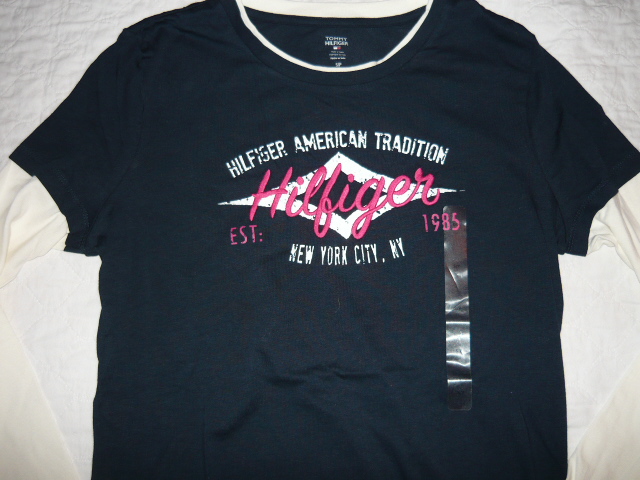 TOMMY
HILFIGER
HILFIGER AMERICAN TRADITION
Hilfiger
EST: 1985
NEW YORK CITY, NY